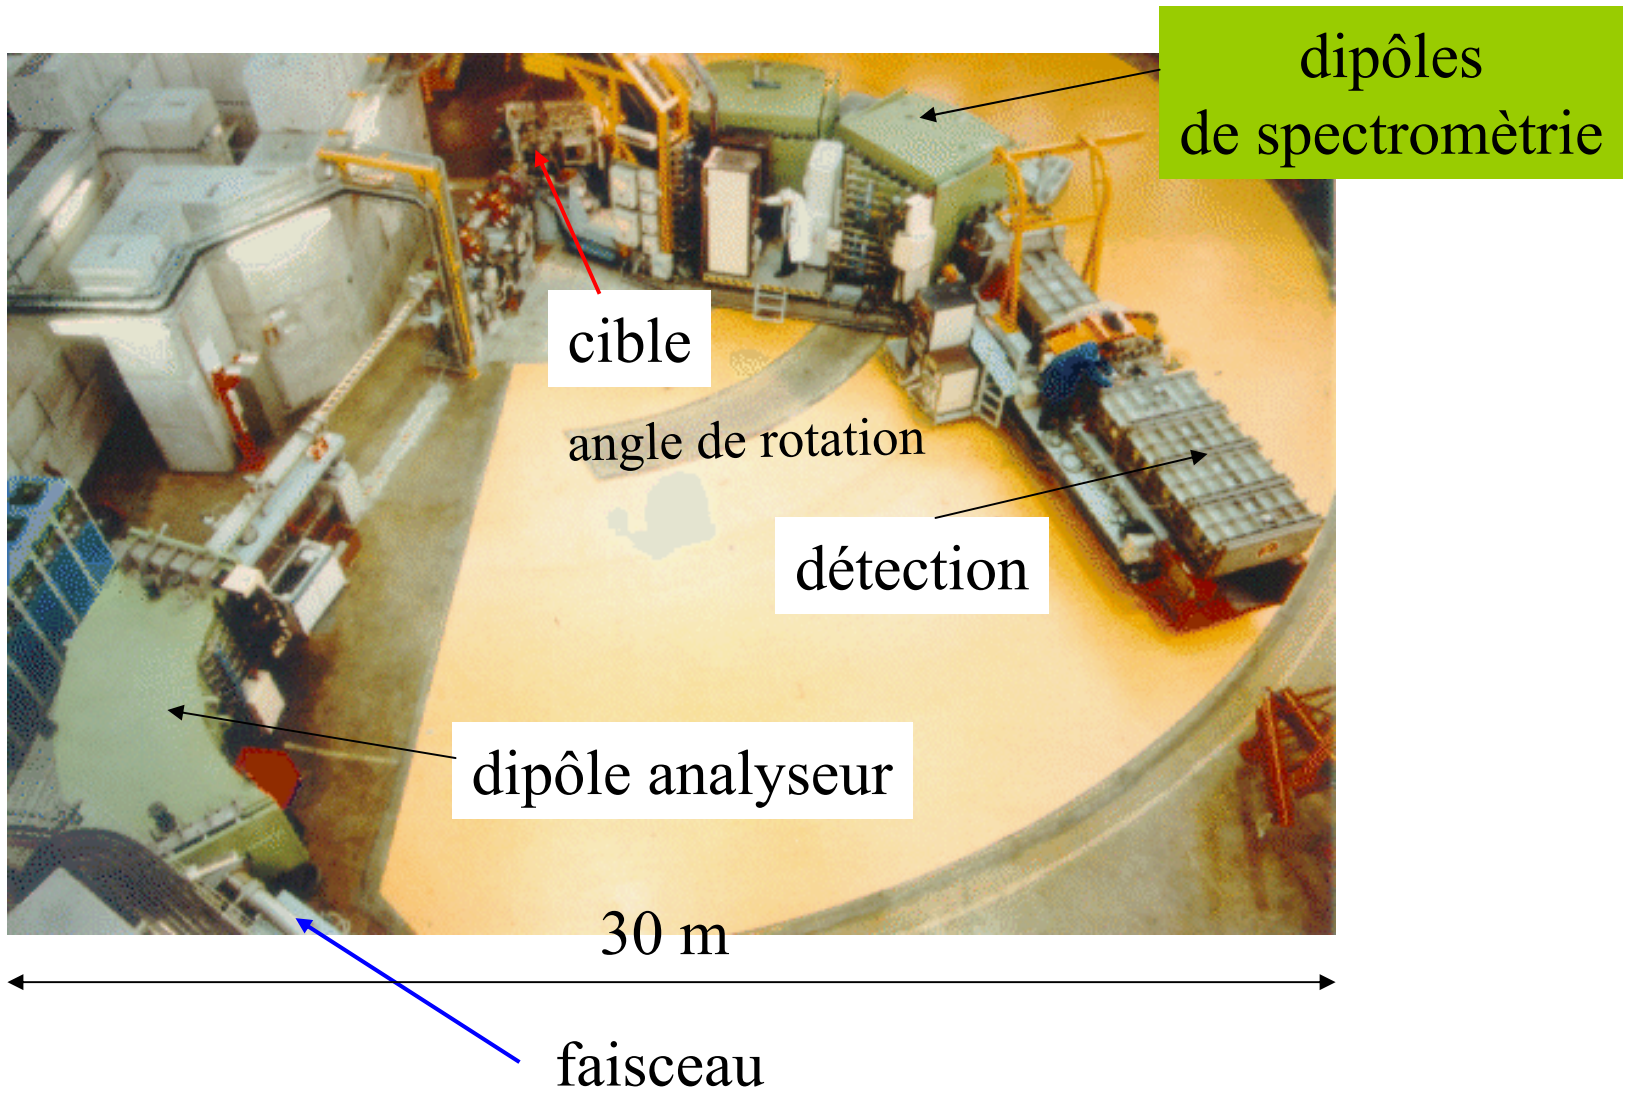 dipôles
de spectromètrie
cible
angle de rotation
détection
dipôle analyseur
30 m
faisceau